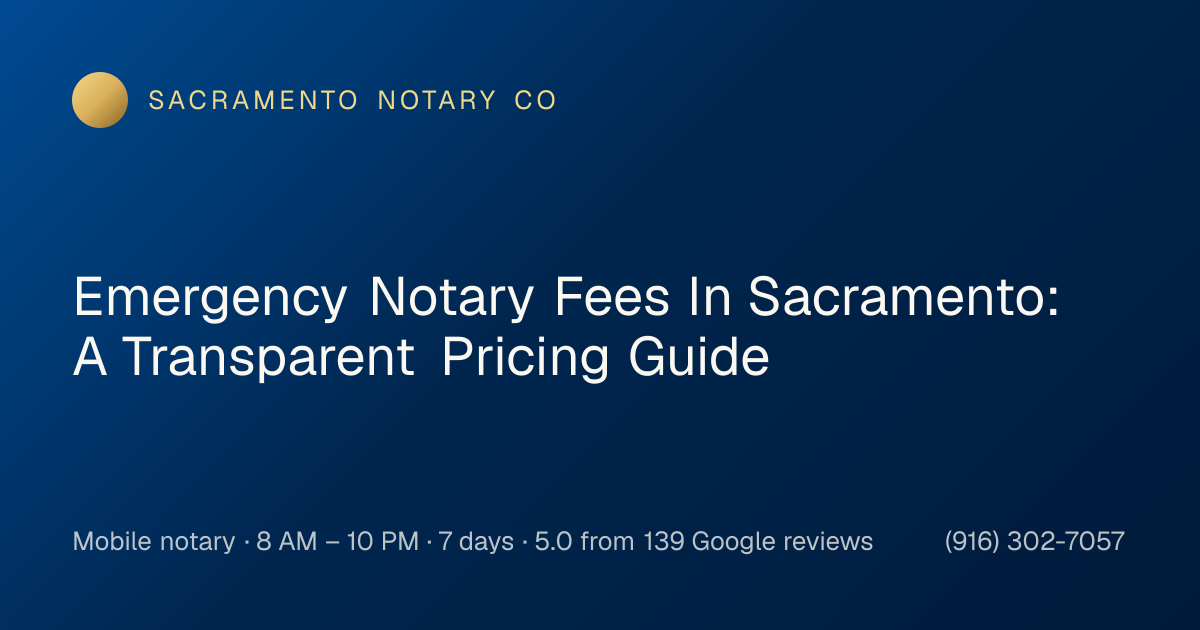 SACRAMENTO NOTARY CO
Emergency Notary Fees In Sacramento:
A Transparent Pricing Guide
Mobile notary · 8 AM – 10 PM · 7 days · 5.0 from 139 Google reviews (916) 302-7057